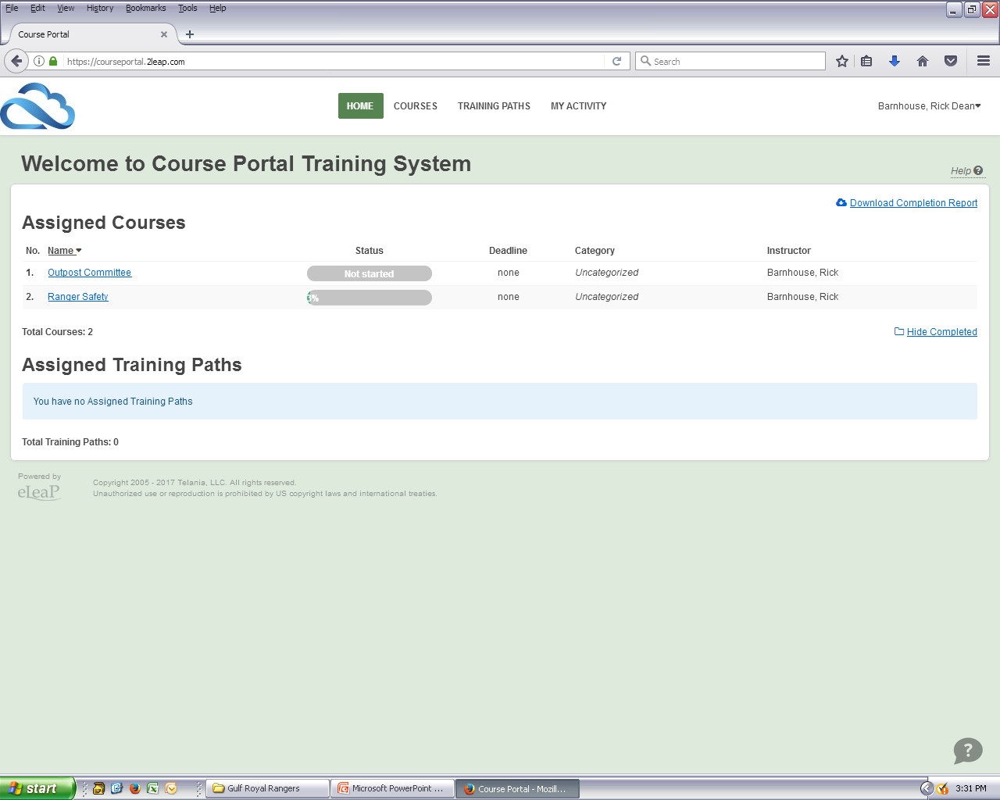 File Edit View History Bookmarks Tools Help
Course Portal
https://courseportal.2leap.com
Search
HOME COURSES TRAINING PATHS MY ACTIVITY
Barnhouse, Rick Dean
Welcome to Course Portal Training System
Help
Download Completion Report
Assigned Courses
No. Name Status Deadline Category Instructor
1. Outpost Committee Not started none Uncategorized Barnhouse, Rick
2. Ranger Safety 3% none Uncategorized Barnhouse, Rick
Total Courses: 2
Hide Completed
Assigned Training Paths
You have no Assigned Training Paths
Total Training Paths: 0
Powered by
eLeaP
Copyright 2005 - 2017 Telania, LLC. All rights reserved.
Unauthorized use or reproduction is prohibited by US copyright laws and international treaties.
?
start Gulf Royal Rangers Microsoft PowerPoint ... Course Portal - Mozill... 3:31 PM